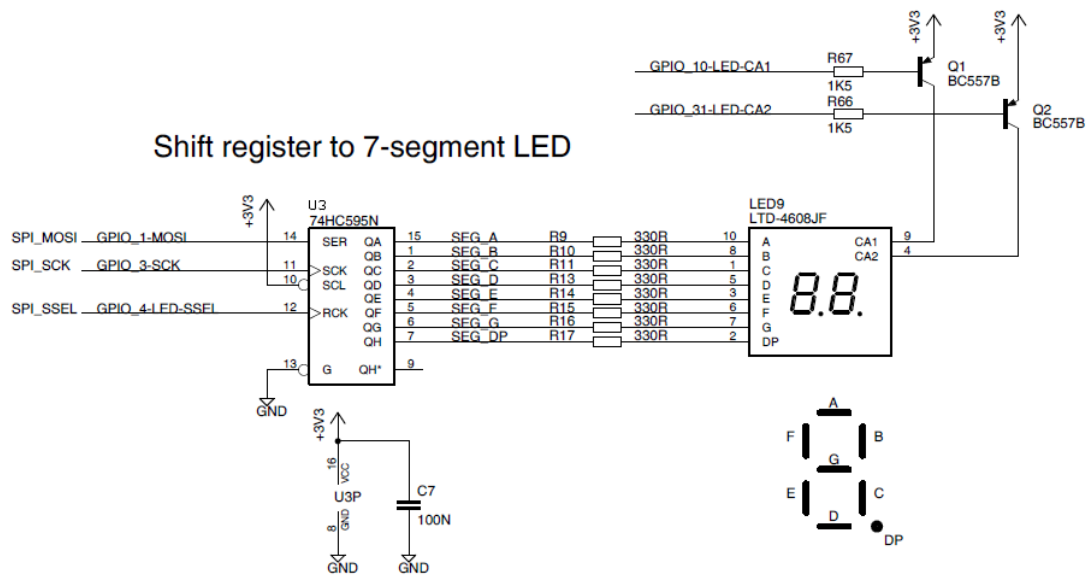 +3V3
+3V3
GPIO_10-LED-CA1
R67
1K5
Q1
BC557B
GPIO_31-LED-CA2
R66
1K5
Q2
BC557B
Shift register to 7-segment LED
+3V3
U3
74HC595N
LED9
LTD-4608JF
SPI_MOSI GPIO_1-MOSI 14 SER QA 15 SEG_A R9 330R 10 A CA1 9
QB 1 SEG_B R10 330R 8 B CA2 4
SPI_SCK GPIO_3-SCK 11 SCK QC 2 SEG_C R11 330R 1 C
10 SCL QD 3 SEG_D R13 330R 5 D
QE 4 SEG_E R14 330R 3 E
SPI_SSEL GPIO_4-LED-SSEL 12 RCK QF 5 SEG_F R15 330R 6 F
QG 6 SEG_G R16 330R 7 G
QH 7 SEG_DP R17 330R 2 DP
8.8.
13 G QH* 9
GND
+3V3
16
VCC
U3P
8
GND
GND
C7
100N
GND
A
F B
G
E C
D
DP